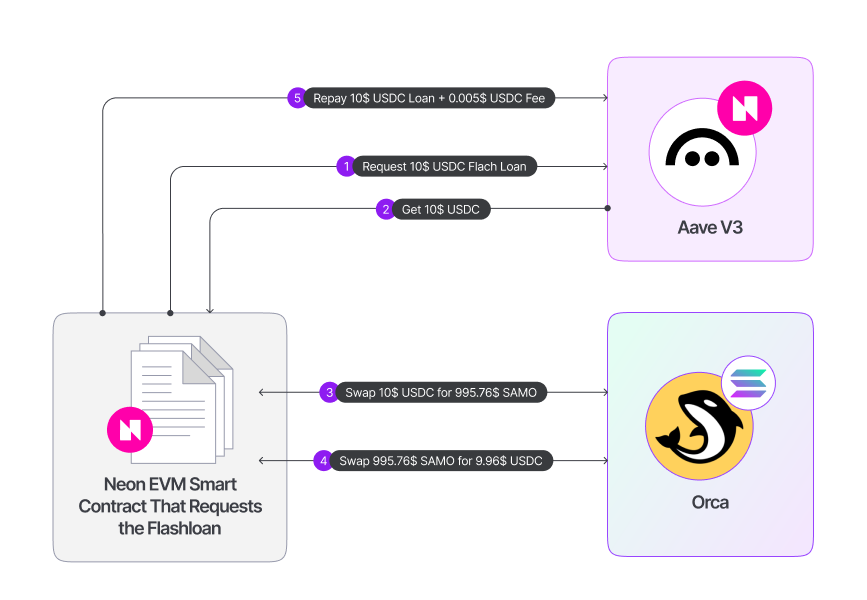 5 Repay 10$ USDC Loan + 0.005$ USDC Fee
1 Request 10$ USDC Flach Loan
2 Get 10$ USDC
Aave V3
3 Swap 10$ USDC for 995.76$ SAMO
4 Swap 995.76$ SAMO for 9.96$ USDC
Neon EVM Smart
Contract That Requests
the Flashloan
Orca